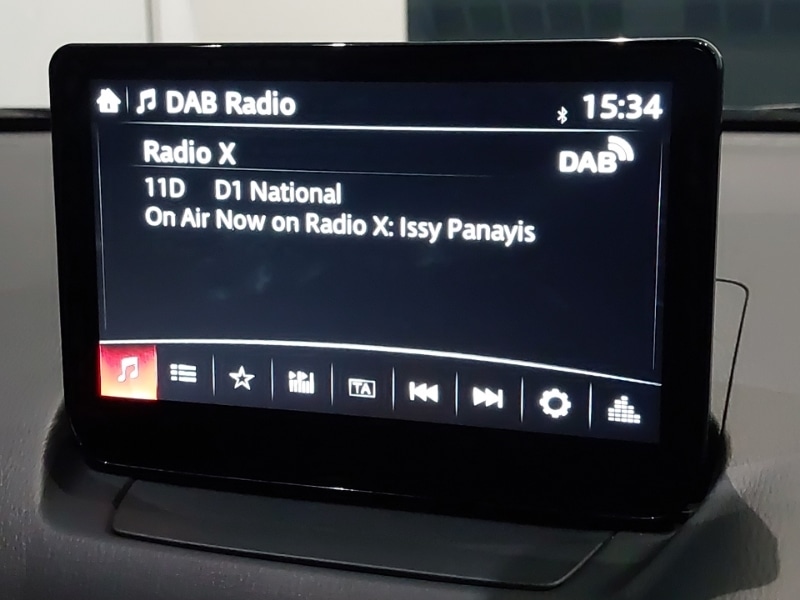 DAB Radio 15:34
Radio X DAB
11D D1 National
On Air Now on Radio X: Issy Panayis
TA